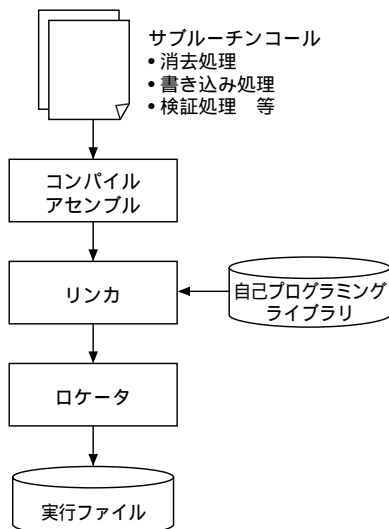 サブルーチンコール
• 消去処理
• 書き込み処理
• 検証処理　等
コンパイル
アセンブル
リンカ
自己プログラミング
ライブラリ
ロケータ
実行ファイル